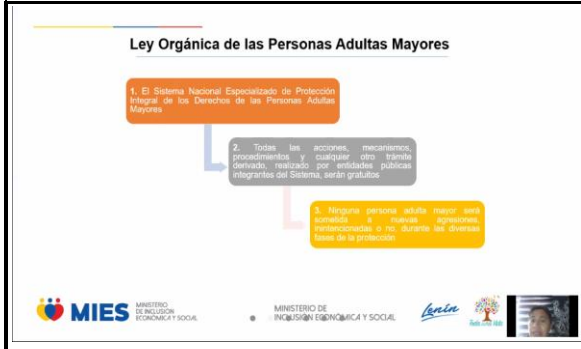 Ley Orgánica de las Personas Adultas Mayores
1. El Sistema Nacional Especializado de Protección
Integral de los Derechos de las Personas Adultas
Mayores
2. Todas las acciones, mecanismos,
procedimientos y cualquier otro trámite
derivado, realizado por entidades públicas
integrantes del Sistema, serán gratuitos
3. Ninguna persona adulta mayor será
sometida a nuevas agresiones,
inintencionadas o no, durante las diversas
fases de la protección
MIES
MINISTERIO
DE INCLUSIÓN
ECONÓMICA Y SOCIAL
MINISTERIO DE
INCLUSIÓN ECONÓMICA Y SOCIAL
Lenín